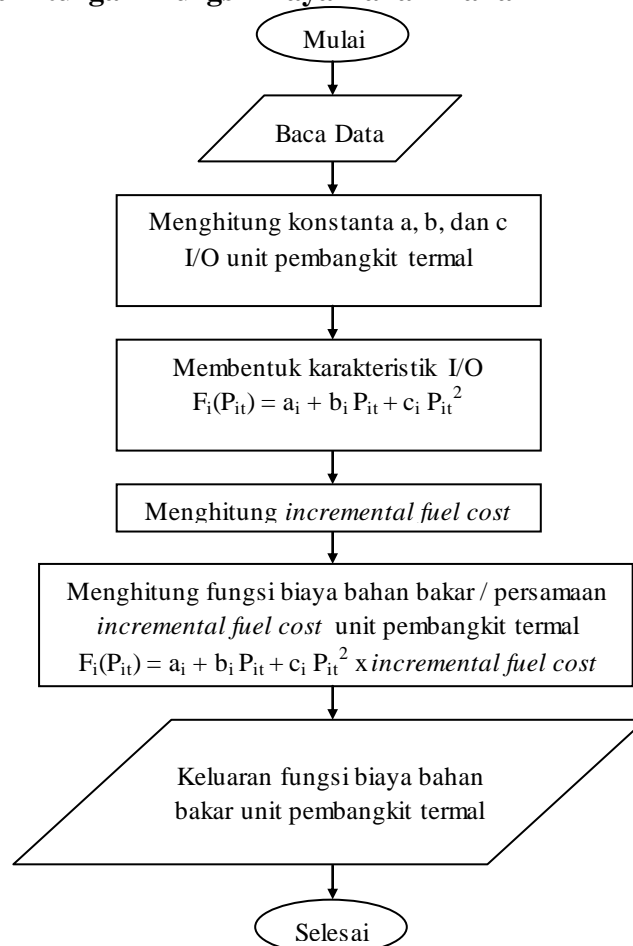 Mulai
Baca Data
Menghitung konstanta a, b, dan c
I/O unit pembangkit termal
Membentuk karakteristik I/O
Fᵢ(Pᵢₜ) = aᵢ + bᵢ Pᵢₜ + cᵢ Pᵢₜ²
Menghitung incremental fuel cost
Menghitung fungsi biaya bahan bakar / persamaan
incremental fuel cost unit pembangkit termal
Fᵢ(Pᵢₜ) = aᵢ + bᵢ Pᵢₜ + cᵢ Pᵢₜ² x incremental fuel cost
Keluaran fungsi biaya bahan
bakar unit pembangkit termal
Selesai